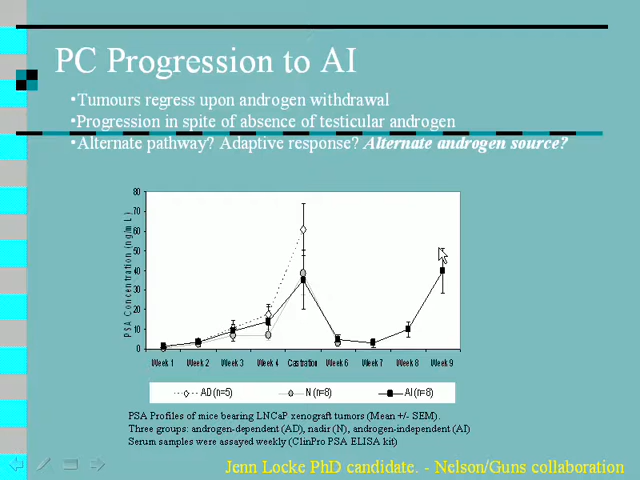 PC Progression to AI
•Tumours regress upon androgen withdrawal
•Progression in spite of absence of testicular androgen
•Alternate pathway? Adaptive response? Alternate androgen source?
PSA Concentration (ng/mL)
80
70
60
50
40
30
20
10
0
Week 1 Week 2 Week 3 Week 4 Castration Week 6 Week 7 Week 8 Week 9
AD(n=5) N(n=8) AI(n=8)
PSA Profiles of mice bearing LNCaP xenograft tumors (Mean +/- SEM).
Three groups: androgen-dependent (AD), nadir (N), androgen-independent (AI)
Serum samples were assayed weekly (ClinPro PSA ELISA kit)
Jenn Locke PhD candidate. - Nelson/Guns collaboration